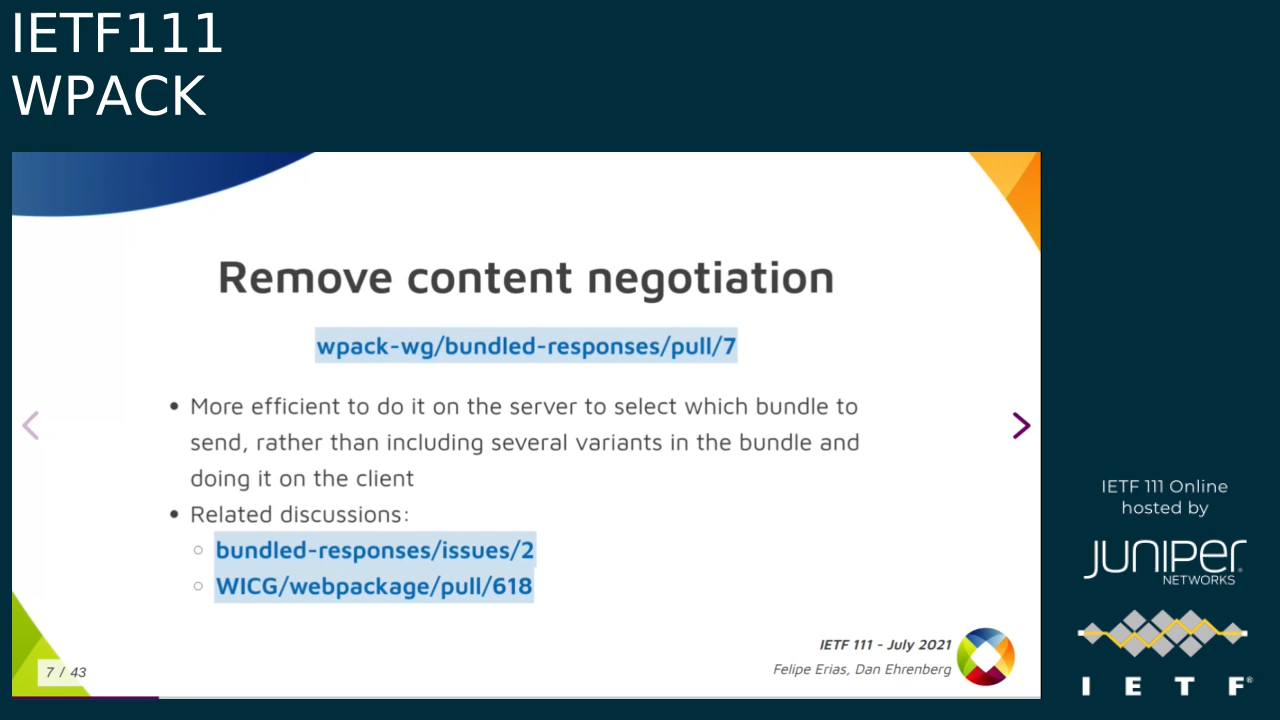 IETF111
WPACK
Remove content negotiation
wpack-wg/bundled-responses/pull/7
• More efficient to do it on the server to select which bundle to
send, rather than including several variants in the bundle and
doing it on the client
• Related discussions:
○ bundled-responses/issues/2
○ WICG/webpackage/pull/618
IETF 111 - July 2021
Felipe Erias, Dan Ehrenberg
7 / 43
IETF 111 Online
hosted by
JUNIPER
NETWORKS
I E T F®